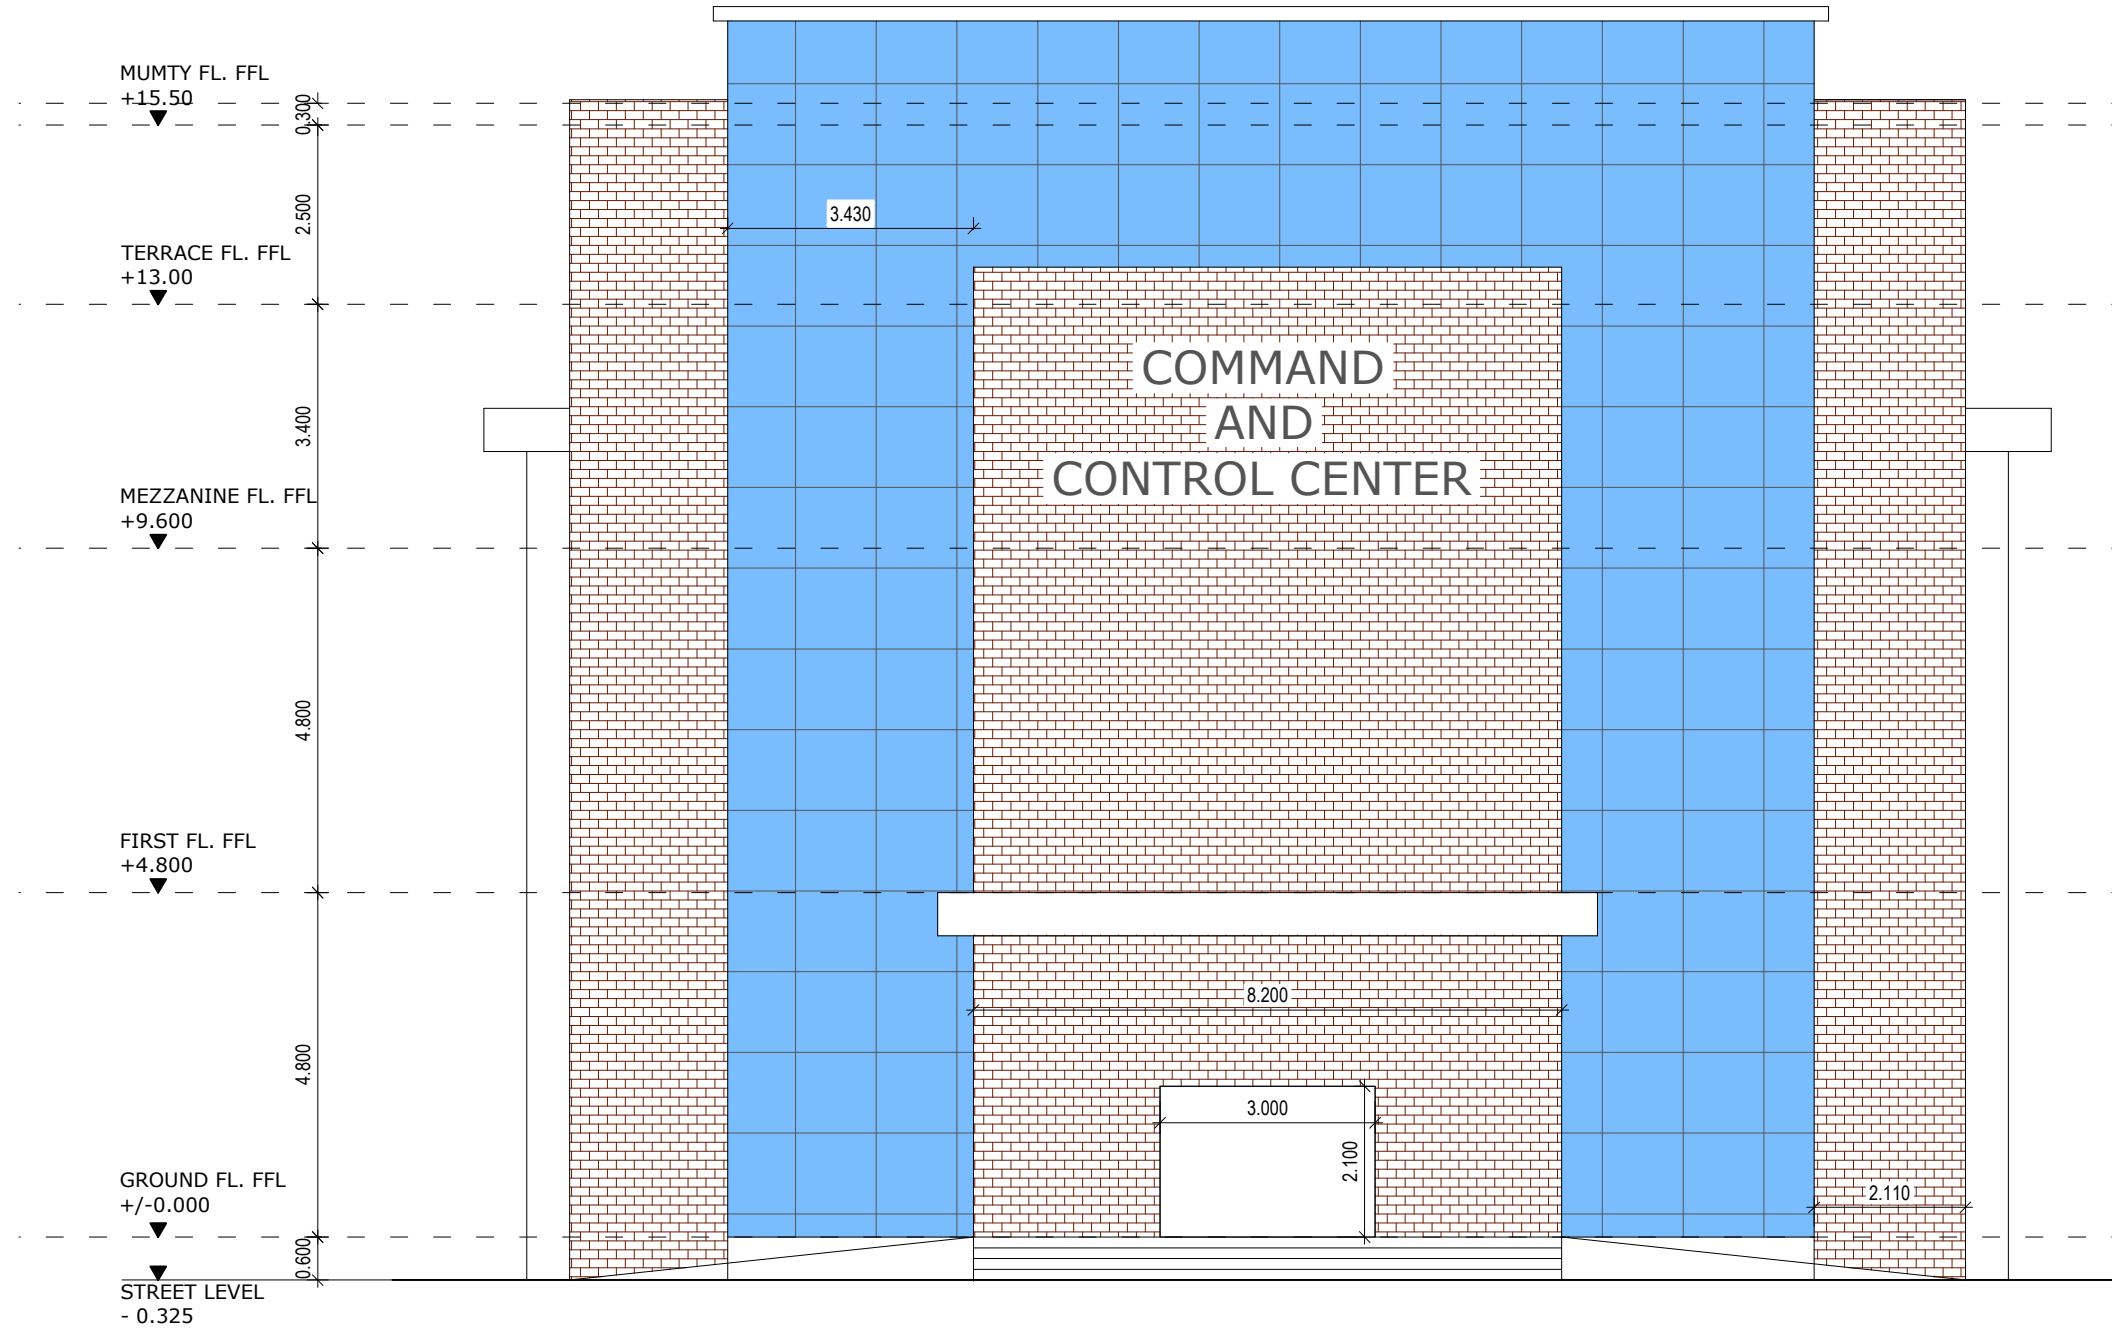 MUMTY FL. FFL
+15.50
0.300
2.500
3.430
TERRACE FL. FFL
+13.00
COMMAND
AND
CONTROL CENTER
3.400
MEZZANINE FL. FFL
+9.600
4.800
FIRST FL. FFL
+4.800
8.200
4.800
3.000
2.100
GROUND FL. FFL
+/-0.000
2.110
0.600
STREET LEVEL
- 0.325